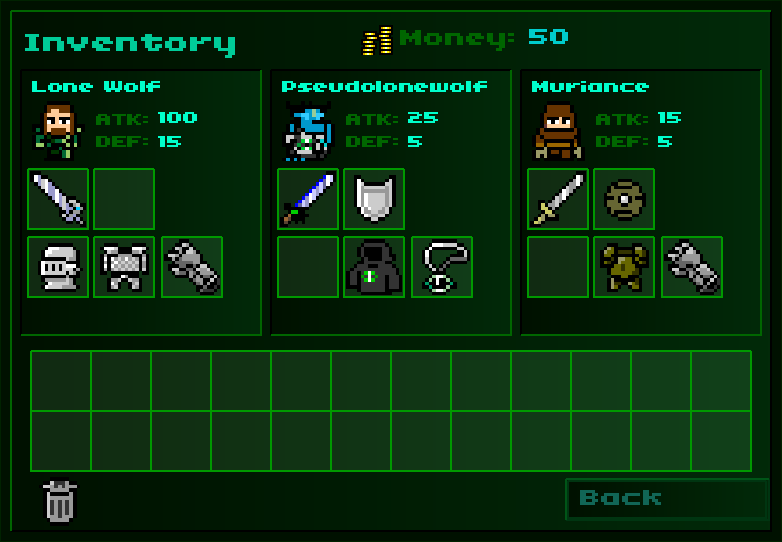 Inventory
Money: 50
Lone Wolf
ATK: 100
DEF: 15
Pseudolonewolf
ATK: 25
DEF: 5
Muriance
ATK: 15
DEF: 5
Back